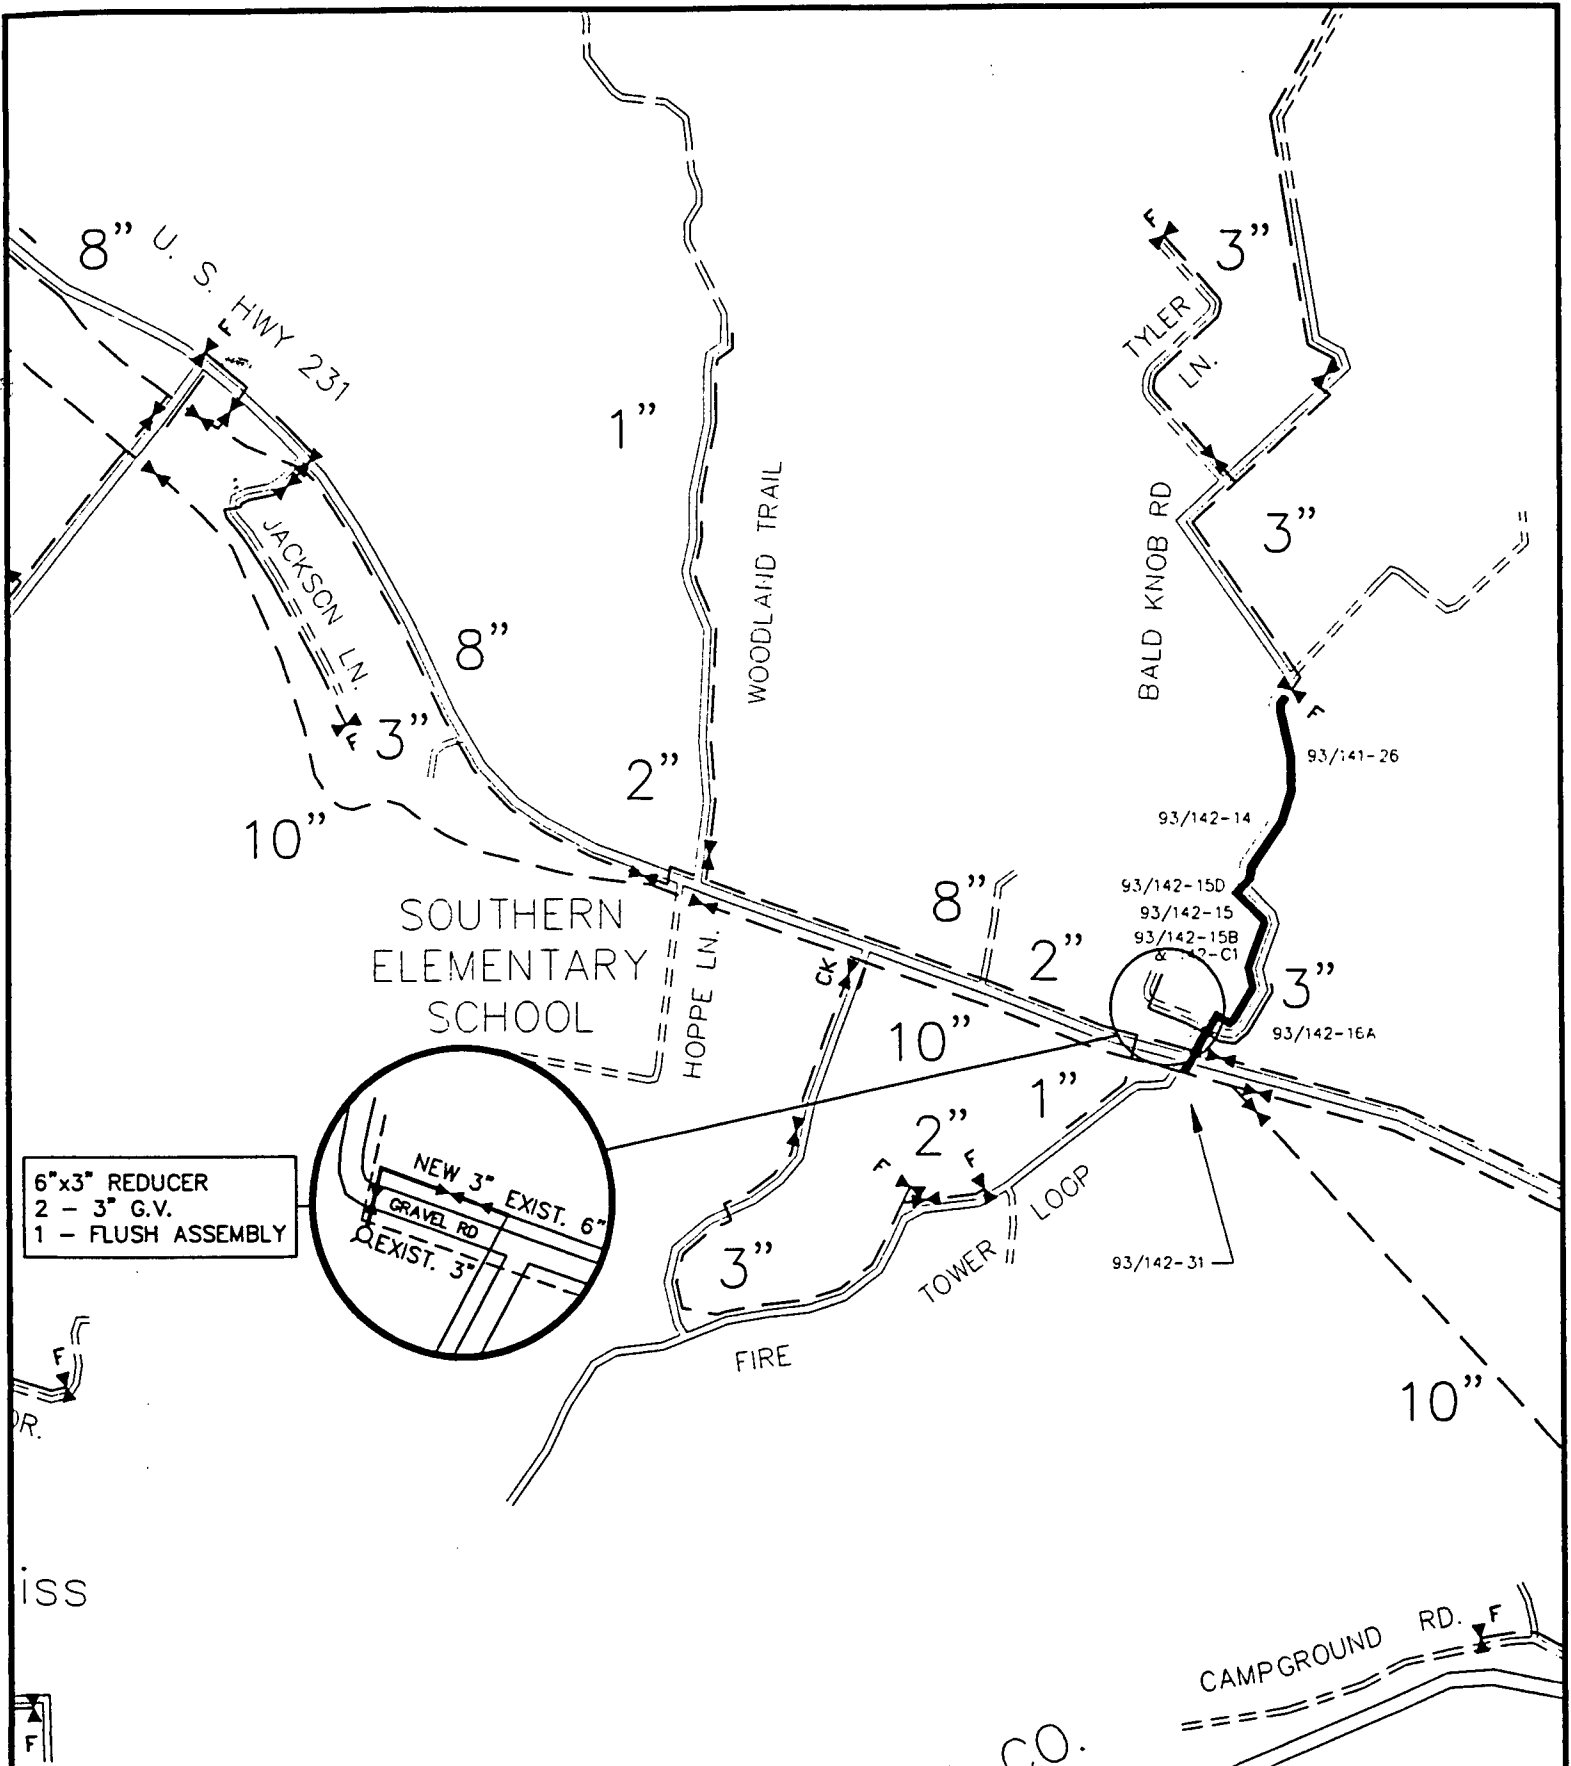 8"
U. S. HWY 231
F
3"
F
TYLER
LN.
1"
WOODLAND TRAIL
BALD KNOB RD
3"
JACKSON LN.
8"
F
3"
F
93/141-26
2"
10"
93/142-14
93/142-15D
93/142-15
93/142-15B
&
8"
2"
3"
SOUTHERN
ELEMENTARY
SCHOOL
HOPPE LN.
CK
10"
93/142-16A
1"
2"
F
F
6"x3" REDUCER
2 - 3" G.V.
1 - FLUSH ASSEMBLY
NEW 3"
EXIST. 6"
GRAVEL RD
EXIST. 3"
3"
TOWER LOOP
93/142-31
FIRE
F
10"
DR.
iss
CAMPGROUND RD.
F
F
CO.